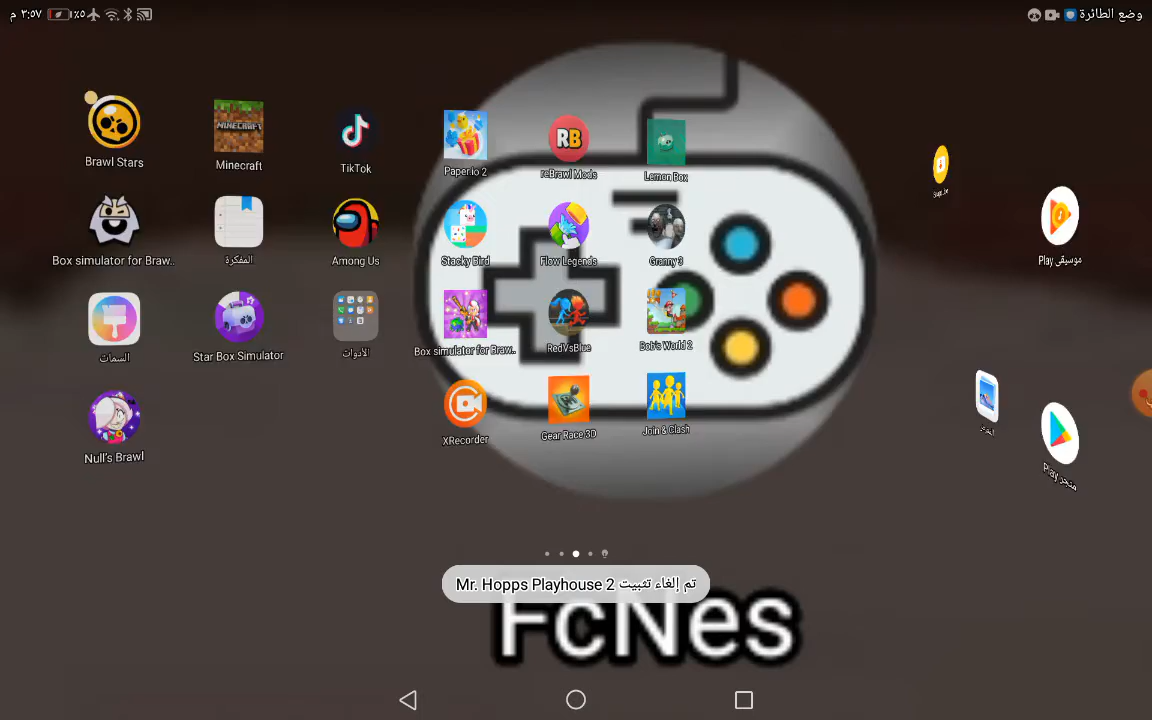 م ٣:٥٧
٪٥
وضع الطائرة
Brawl Stars
MINECRAFT
Minecraft
TikTok
Paper.io 2
RB
reBrawl Mods
Lemon Box
Box simulator for Braw..
المفكرة
Among Us
Stacky Bird
Flow Legends
Granny 3
موسيقى Play
السمات
Star Box Simulator
الأدوات
Box simulator for Braw..
RedVsBlue
Bob's World 2
Null's Brawl
XRecorder
Gear Race 3D
Join & Clash
متجر Play
تم إلغاء تثبيت Mr. Hopps Playhouse 2
FcNes